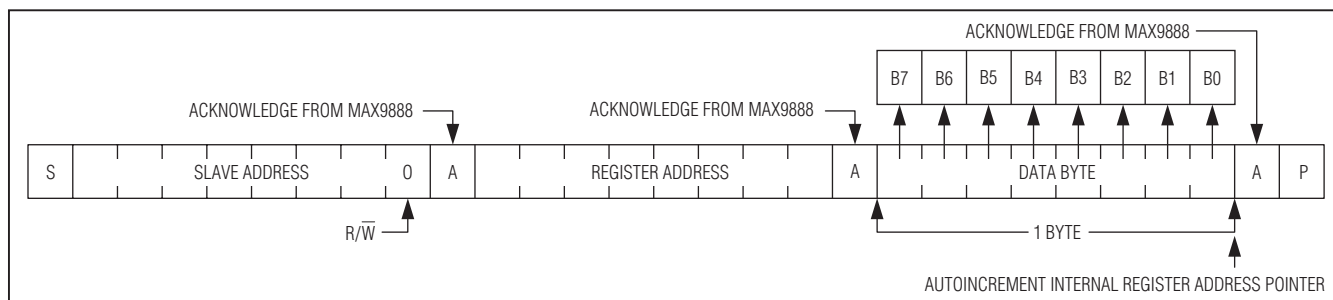 ACKNOWLEDGE FROM MAX9888
B7 B6 B5 B4 B3 B2 B1 B0
ACKNOWLEDGE FROM MAX9888 ACKNOWLEDGE FROM MAX9888
S SLAVE ADDRESS 0 A REGISTER ADDRESS A DATA BYTE A P
R/W̅ 1 BYTE
AUTOINCREMENT INTERNAL REGISTER ADDRESS POINTER